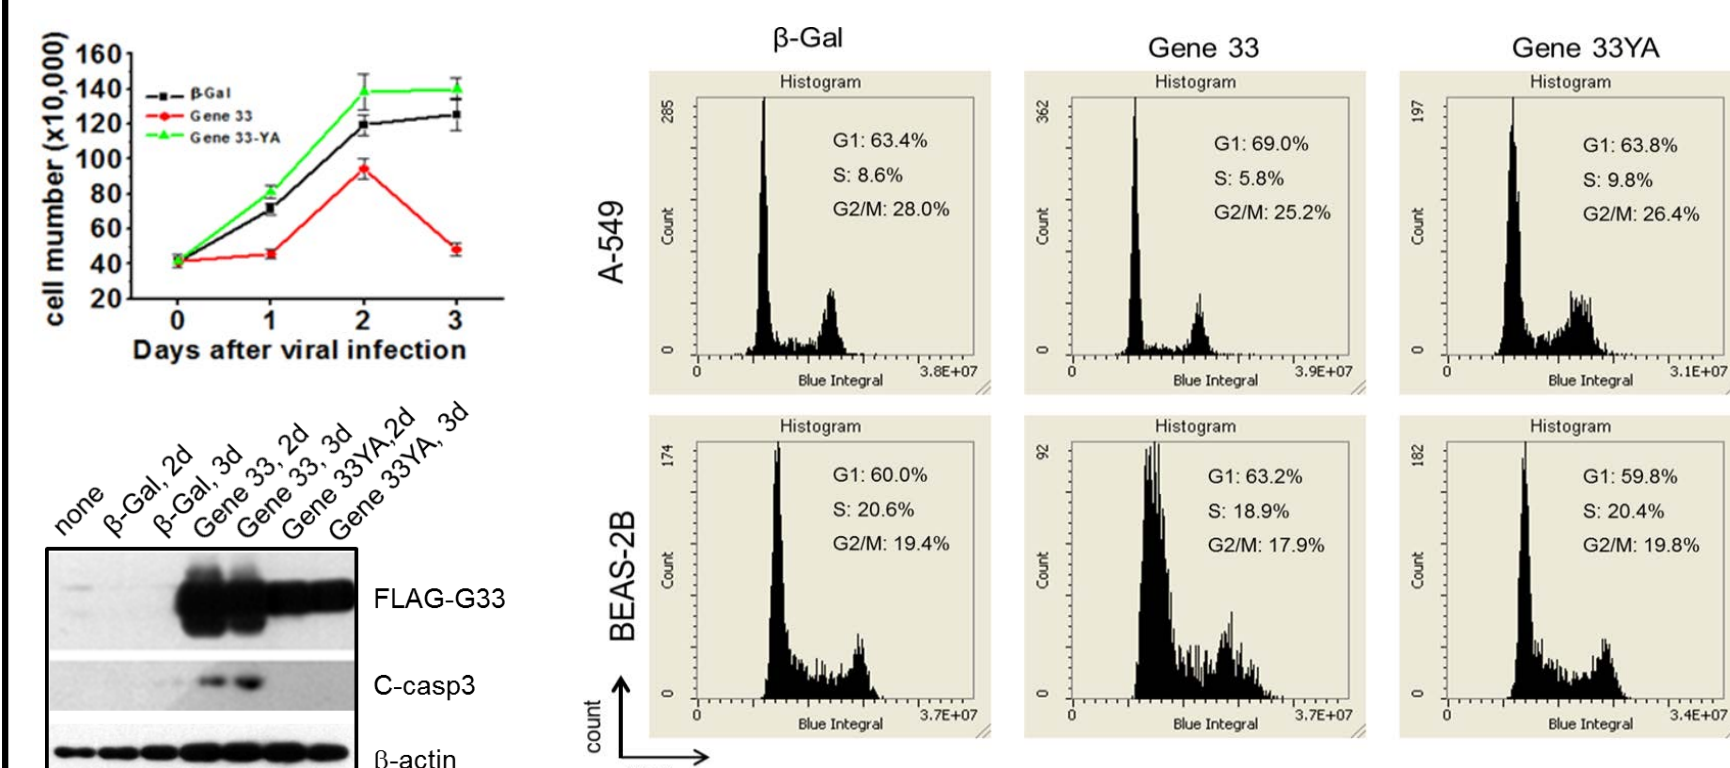 cell mumber (x10,000)
160
140
120
100
80
60
40
20
β-Gal
Gene 33
Gene 33-YA
0 1 2 3
Days after viral infection
none
β-Gal, 2d
β-Gal, 3d
Gene 33, 2d
Gene 33, 3d
Gene 33YA,2d
Gene 33YA, 3d
FLAG-G33
C-casp3
β-actin
β-Gal
Gene 33
Gene 33YA
A-549
Histogram
285
Count
0
G1: 63.4%
S: 8.6%
G2/M: 28.0%
0 3.8E+07
Blue Integral
Histogram
362
Count
0
G1: 69.0%
S: 5.8%
G2/M: 25.2%
0 3.9E+07
Blue Integral
Histogram
197
Count
0
G1: 63.8%
S: 9.8%
G2/M: 26.4%
0 3.1E+07
Blue Integral
BEAS-2B
Histogram
174
Count
0
G1: 60.0%
S: 20.6%
G2/M: 19.4%
0 3.7E+07
Blue Integral
Histogram
92
Count
0
G1: 63.2%
S: 18.9%
G2/M: 17.9%
0 3.7E+07
Blue Integral
Histogram
182
Count
0
G1: 59.8%
S: 20.4%
G2/M: 19.8%
0 3.4E+07
Blue Integral
count